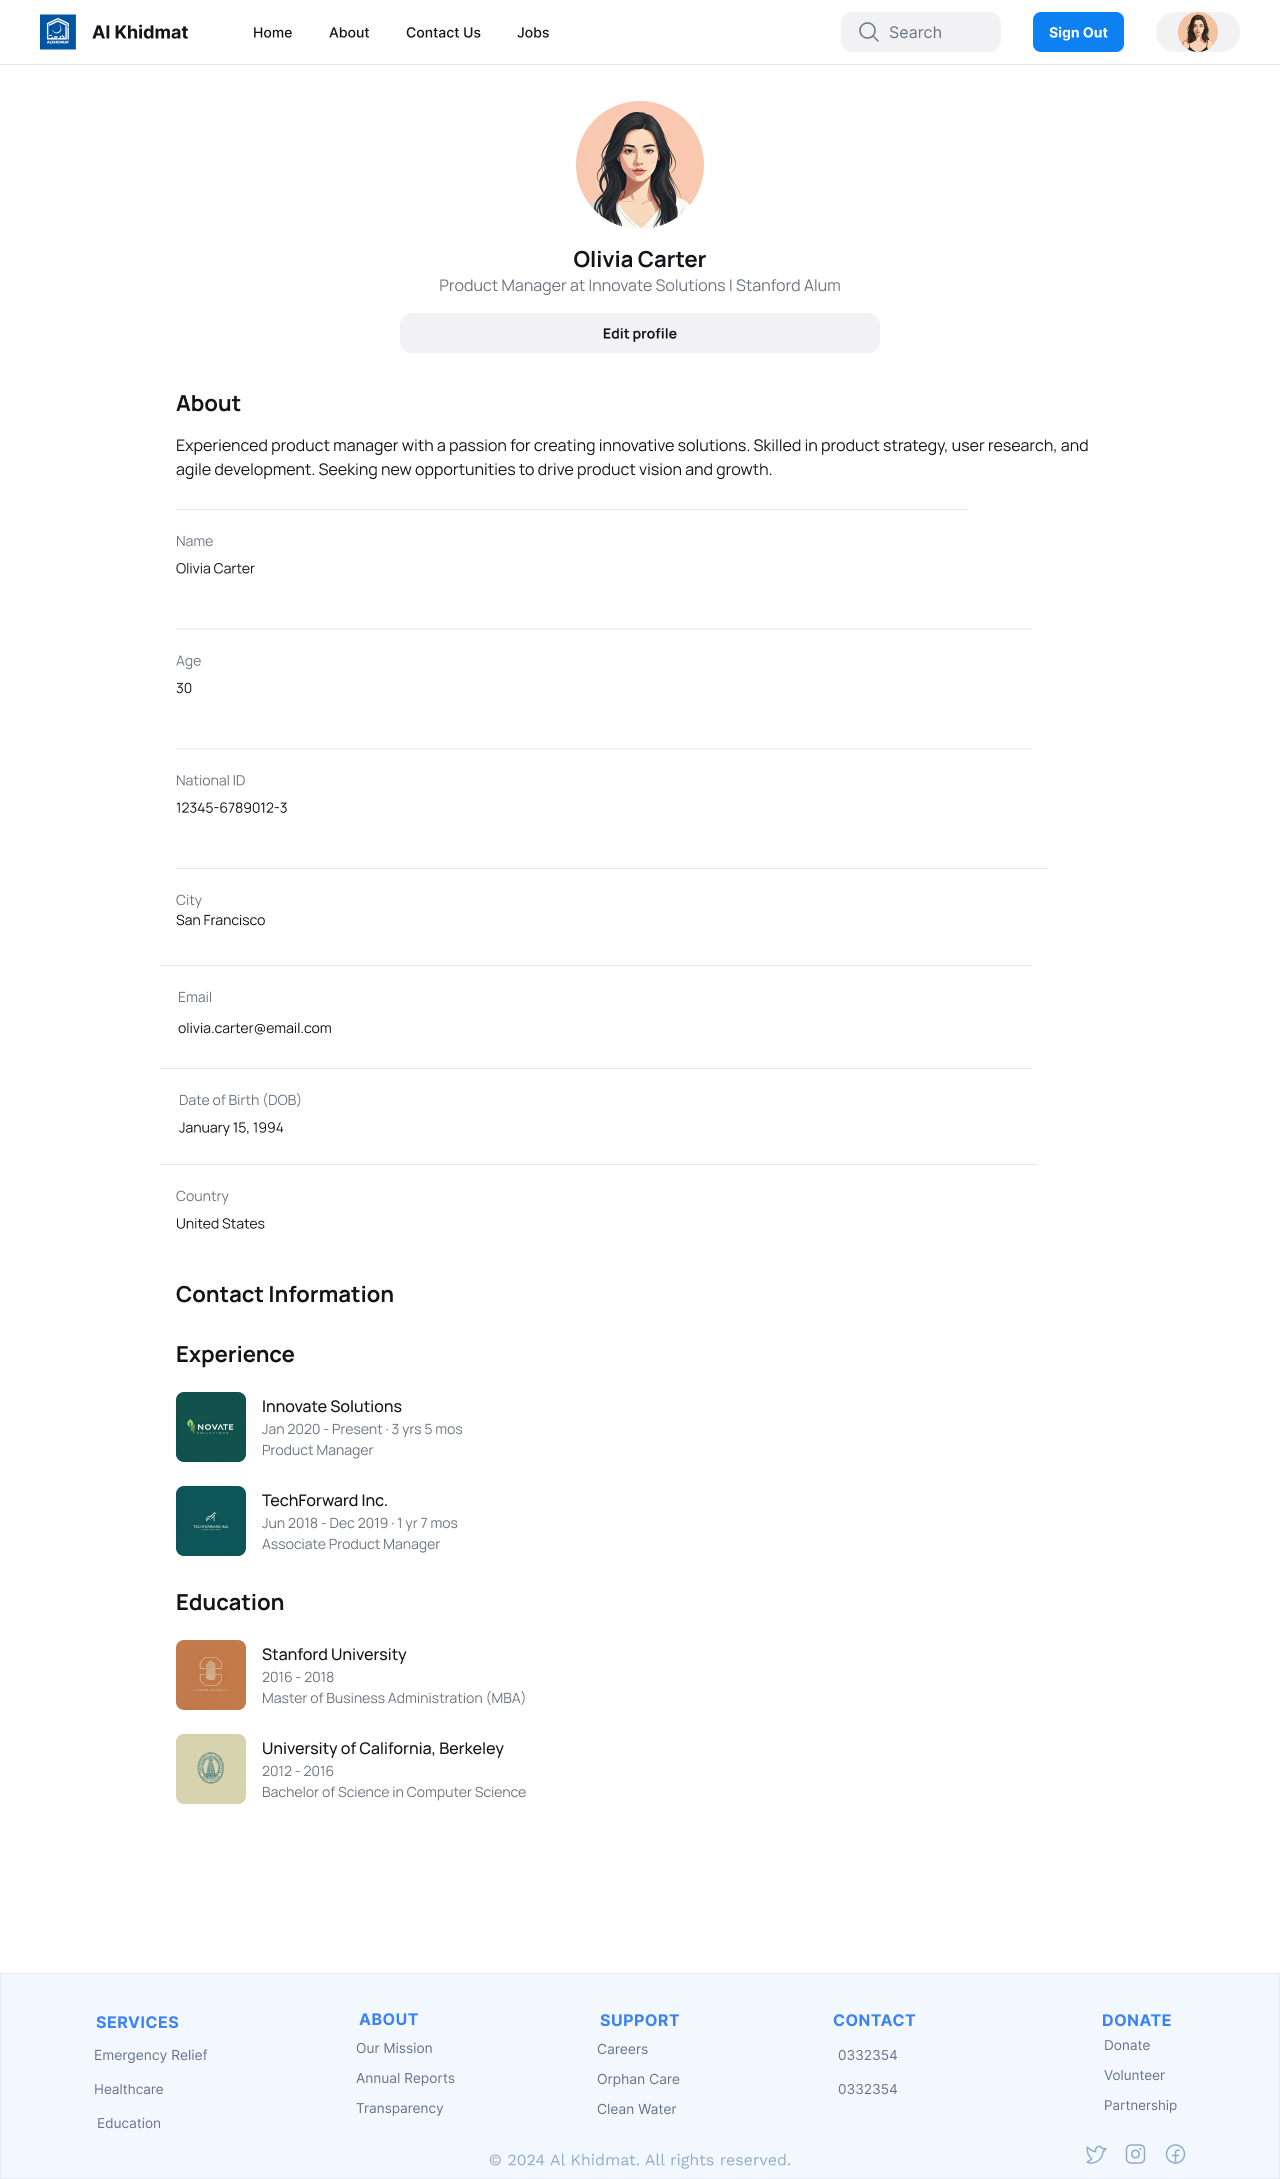 Al Khidmat
Home
About
Contact Us
Jobs
Search
Sign Out
Olivia Carter
Product Manager at Innovate Solutions | Stanford Alum
Edit profile
About
Experienced product manager with a passion for creating innovative solutions. Skilled in product strategy, user research, and
agile development. Seeking new opportunities to drive product vision and growth.
Name
Olivia Carter
Age
30
National ID
12345-6789012-3
City
San Francisco
Email
olivia.carter@email.com
Date of Birth (DOB)
January 15, 1994
Country
United States
Contact Information
Experience
NOVATE
Innovate Solutions
Jan 2020 - Present · 3 yrs 5 mos
Product Manager
TECHFORWARD INC.
TechForward Inc.
Jun 2018 - Dec 2019 · 1 yr 7 mos
Associate Product Manager
Education
Stanford University
2016 - 2018
Master of Business Administration (MBA)
University of California, Berkeley
2012 - 2016
Bachelor of Science in Computer Science
SERVICES
Emergency Relief
Healthcare
Education
ABOUT
Our Mission
Annual Reports
Transparency
SUPPORT
Careers
Orphan Care
Clean Water
CONTACT
0332354
0332354
DONATE
Donate
Volunteer
Partnership
© 2024 Al Khidmat. All rights reserved.